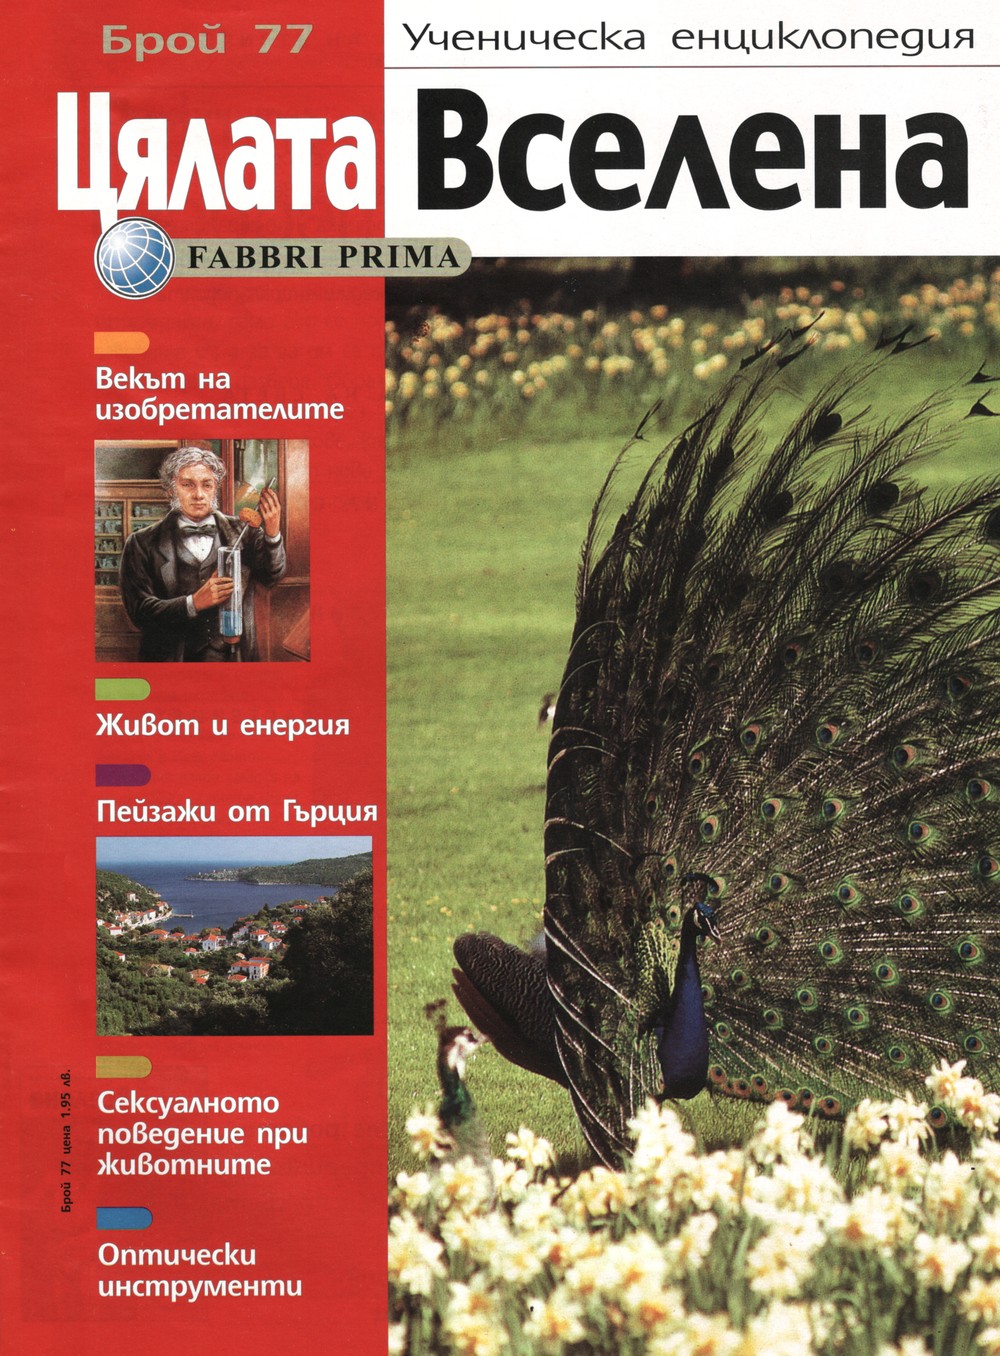 Брой 77
Ученическа енциклопедия
Цялата Вселена
FABBRI PRIMA
Векът на
изобретателите
Живот и енергия
Пейзажи от Гърция
Сексуалното
поведение при
животните
Оптически
инструменти
Брой 77 цена 1.95 лв.